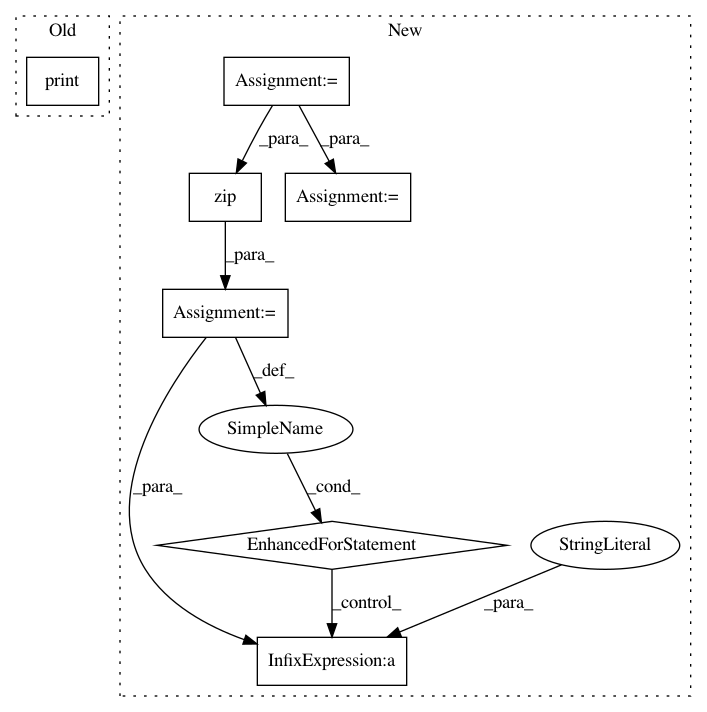 Old
New
print
Assignment:=
_para_
_para_
zip
Assignment:=
_para_
Assignment:=
_def_
SimpleName
_para_
_cond_
EnhancedForStatement
StringLiteral
_control_
_para_
InfixExpression:a